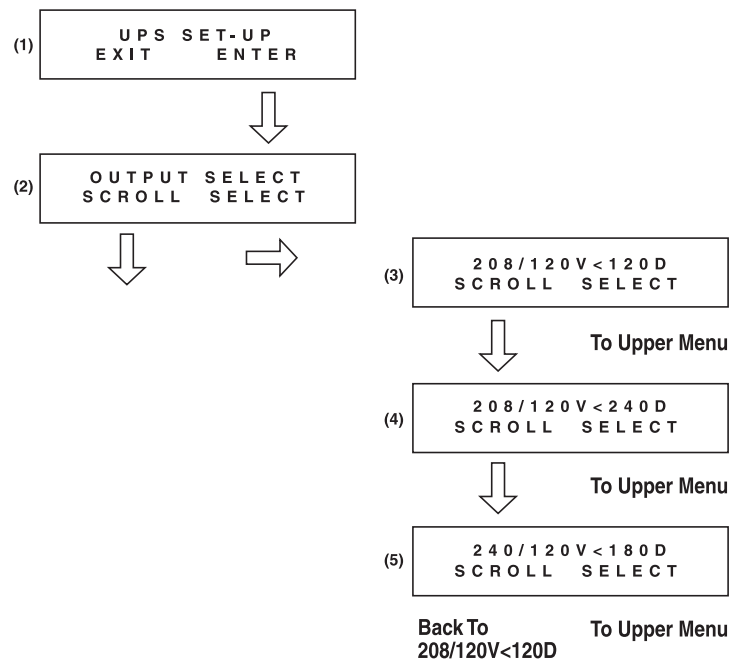 (1)
UPS SET-UP
EXIT ENTER
(2)
OUTPUT SELECT
SCROLL SELECT
(3)
208/120V<120D
SCROLL SELECT
To Upper Menu
(4)
208/120V<240D
SCROLL SELECT
To Upper Menu
(5)
240/120V<180D
SCROLL SELECT
Back To
208/120V<120D
To Upper Menu